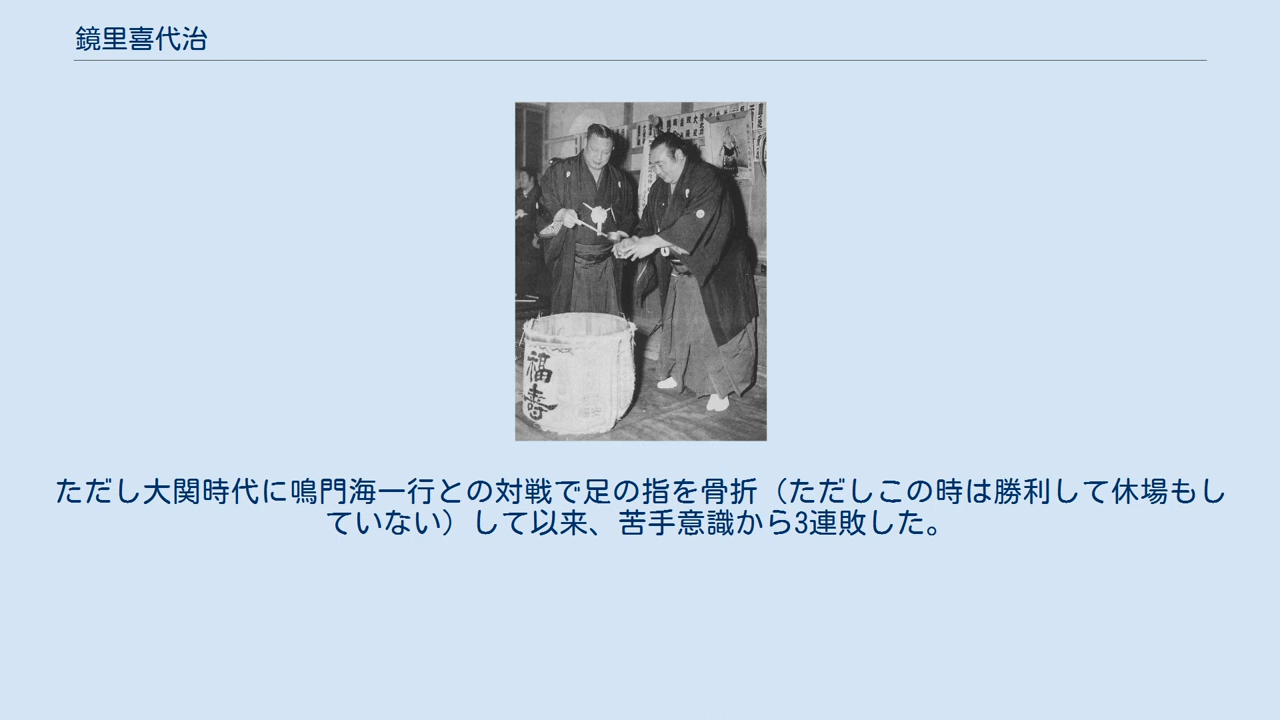 鏡里喜代治
福壽
ただし大関時代に鳴門海一行との対戦で足の指を骨折（ただしこの時は勝利して休場もし
ていない）して以来、苦手意識から3連敗した。